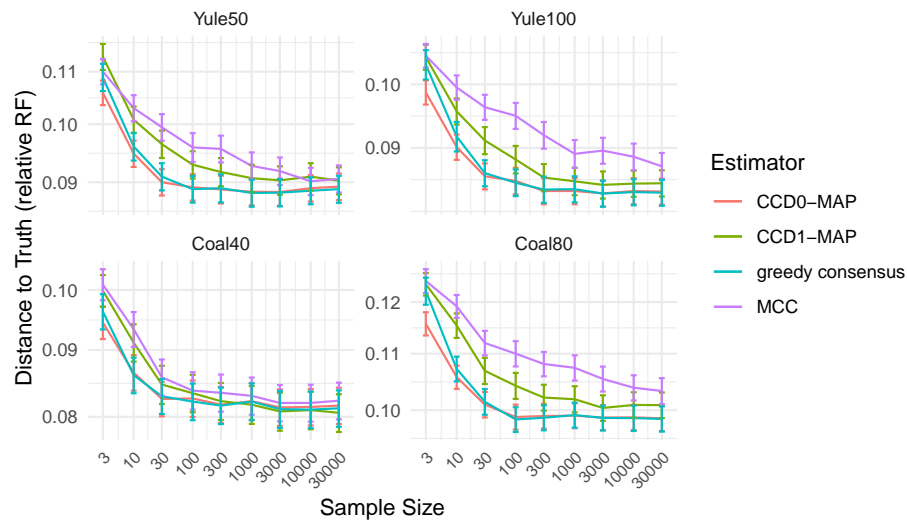 Yule50
Yule100
0.11
0.10
0.09
0.10
0.09
Coal40
Coal80
0.10
0.09
0.08
0.12
0.11
0.10
3
10
30
100
300
1000
3000
10000
30000
3
10
30
100
300
1000
3000
10000
30000
Sample Size
Distance to Truth (relative RF)
Estimator
CCD0−MAP
CCD1−MAP
greedy consensus
MCC